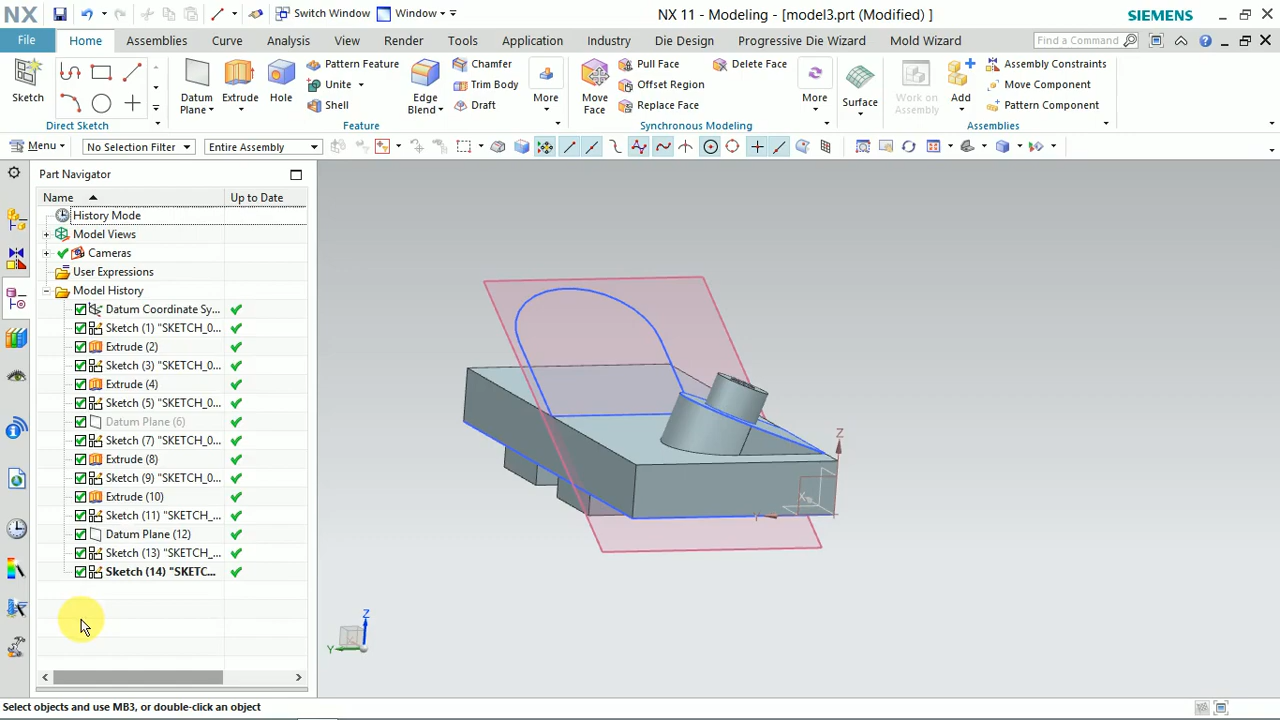 NX
Switch Window
Window
NX 11 - Modeling - [model3.prt (Modified) ]
SIEMENS
File
Home
Assemblies
Curve
Analysis
View
Render
Tools
Application
Industry
Die Design
Progressive Die Wizard
Mold Wizard
Find a Command
Sketch
Direct Sketch
Datum Plane
Extrude
Hole
Pattern Feature
Unite
Shell
Edge Blend
Chamfer
Trim Body
Draft
More
Feature
Move Face
Pull Face
Offset Region
Replace Face
Delete Face
More
Synchronous Modeling
Surface
Work on Assembly
Add
Assembly Constraints
Move Component
Pattern Component
Assemblies
Menu
No Selection Filter
Entire Assembly
Part Navigator
Name
Up to Date
History Mode
Model Views
Cameras
User Expressions
Model History
Datum Coordinate Sy...
Sketch (1) "SKETCH_0...
Extrude (2)
Sketch (3) "SKETCH_0...
Extrude (4)
Sketch (5) "SKETCH_0...
Datum Plane (6)
Sketch (7) "SKETCH_0...
Extrude (8)
Sketch (9) "SKETCH_0...
Extrude (10)
Sketch (11) "SKETCH_...
Datum Plane (12)
Sketch (13) "SKETCH_...
Sketch (14) "SKETC...
Z
X
Z
Y
Select objects and use MB3, or double-click an object